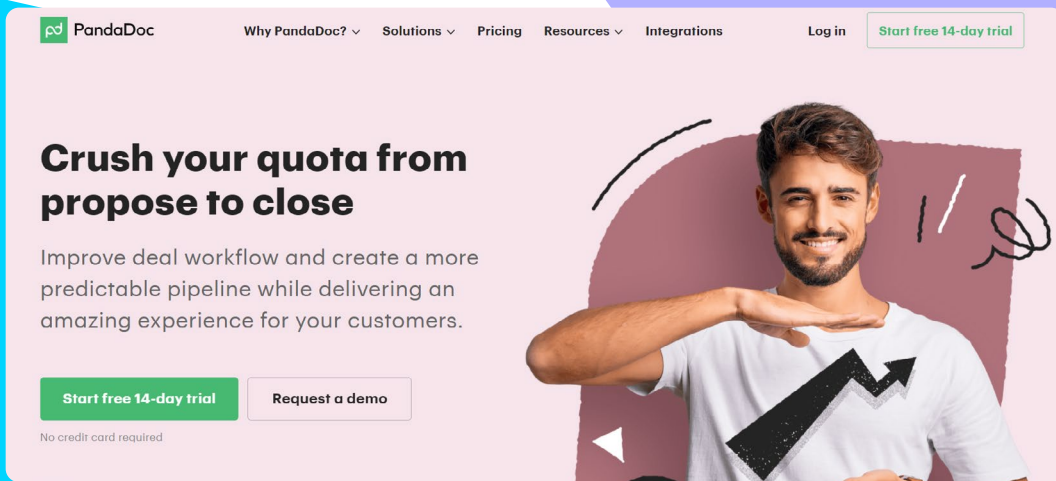 pd PandaDoc
Why PandaDoc? Solutions Pricing Resources Integrations Log in Start free 14-day trial
Crush your quota from
propose to close
Improve deal workflow and create a more
predictable pipeline while delivering an
amazing experience for your customers.
Start free 14-day trial Request a demo
No credit card required